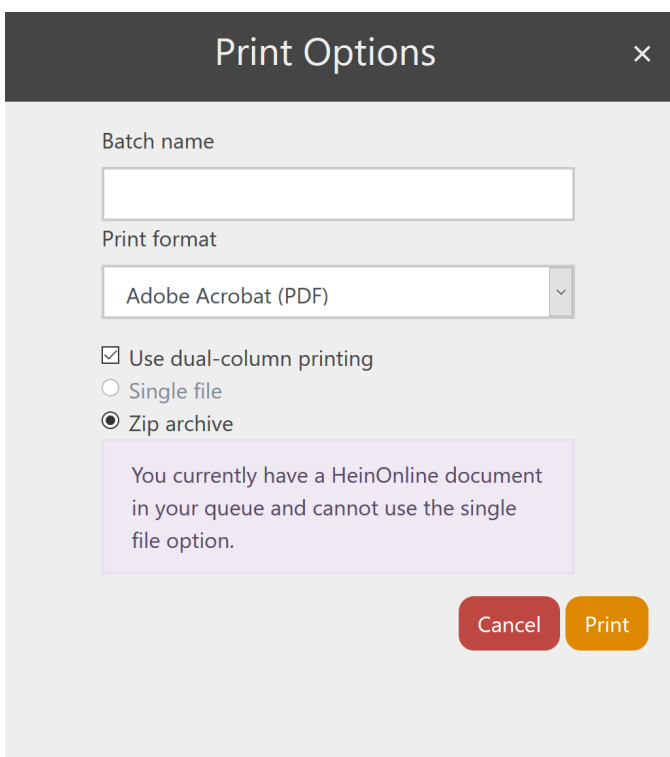 Print Options ×
Batch name
Print format
Adobe Acrobat (PDF)
Use dual-column printing
Single file
Zip archive
You currently have a HeinOnline document
in your queue and cannot use the single
file option.
Cancel Print